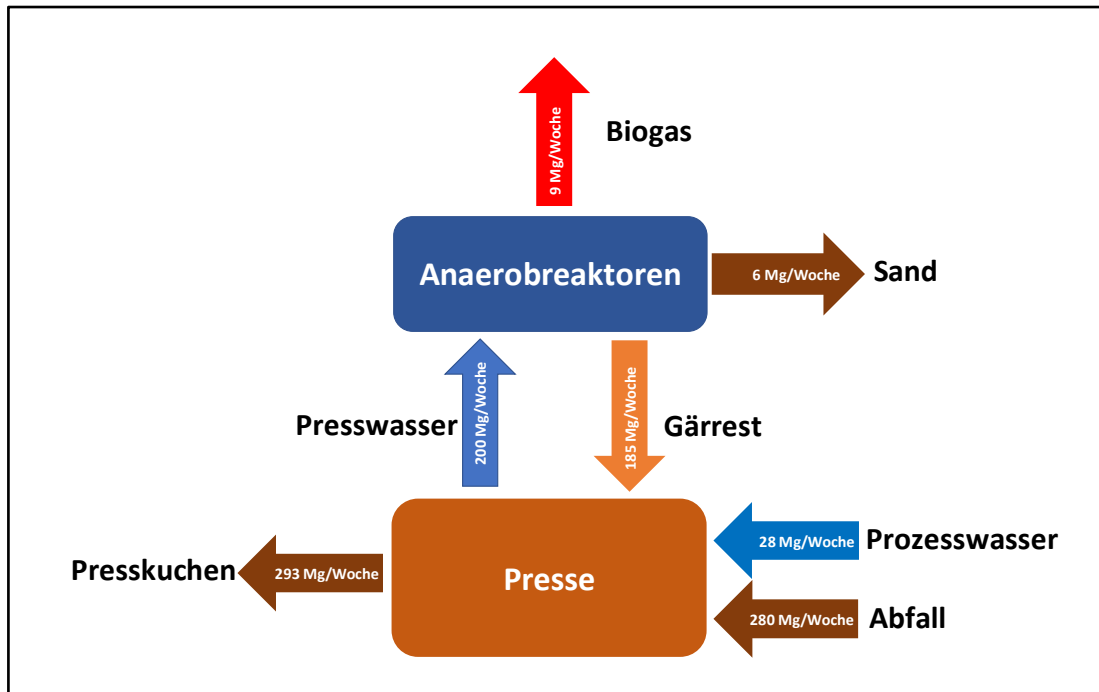 9 Mg/Woche
Biogas
Anaerobreaktoren
6 Mg/Woche
Sand
Presswasser
200 Mg/Woche
185 Mg/Woche
Gärrest
Presskuchen
293 Mg/Woche
Presse
28 Mg/Woche
Prozesswasser
280 Mg/Woche
Abfall